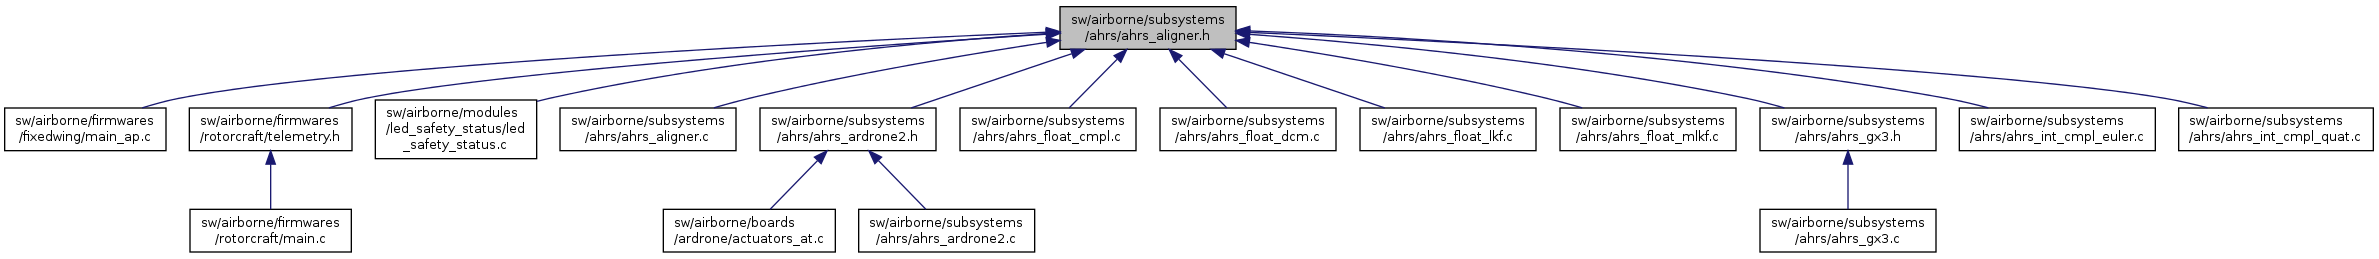 sw/airborne/subsystems
/ahrs/ahrs_aligner.h
sw/airborne/firmwares
/fixedwing/main_ap.c
sw/airborne/firmwares
/rotorcraft/telemetry.h
sw/airborne/modules
/led_safety_status/led
_safety_status.c
sw/airborne/subsystems
/ahrs/ahrs_aligner.c
sw/airborne/subsystems
/ahrs/ahrs_ardrone2.h
sw/airborne/subsystems
/ahrs/ahrs_float_cmpl.c
sw/airborne/subsystems
/ahrs/ahrs_float_dcm.c
sw/airborne/subsystems
/ahrs/ahrs_float_lkf.c
sw/airborne/subsystems
/ahrs/ahrs_float_mlkf.c
sw/airborne/subsystems
/ahrs/ahrs_gx3.h
sw/airborne/subsystems
/ahrs/ahrs_int_cmpl_euler.c
sw/airborne/subsystems
/ahrs/ahrs_int_cmpl_quat.c
sw/airborne/firmwares
/rotorcraft/main.c
sw/airborne/boards
/ardrone/actuators_at.c
sw/airborne/subsystems
/ahrs/ahrs_ardrone2.c
sw/airborne/subsystems
/ahrs/ahrs_gx3.c